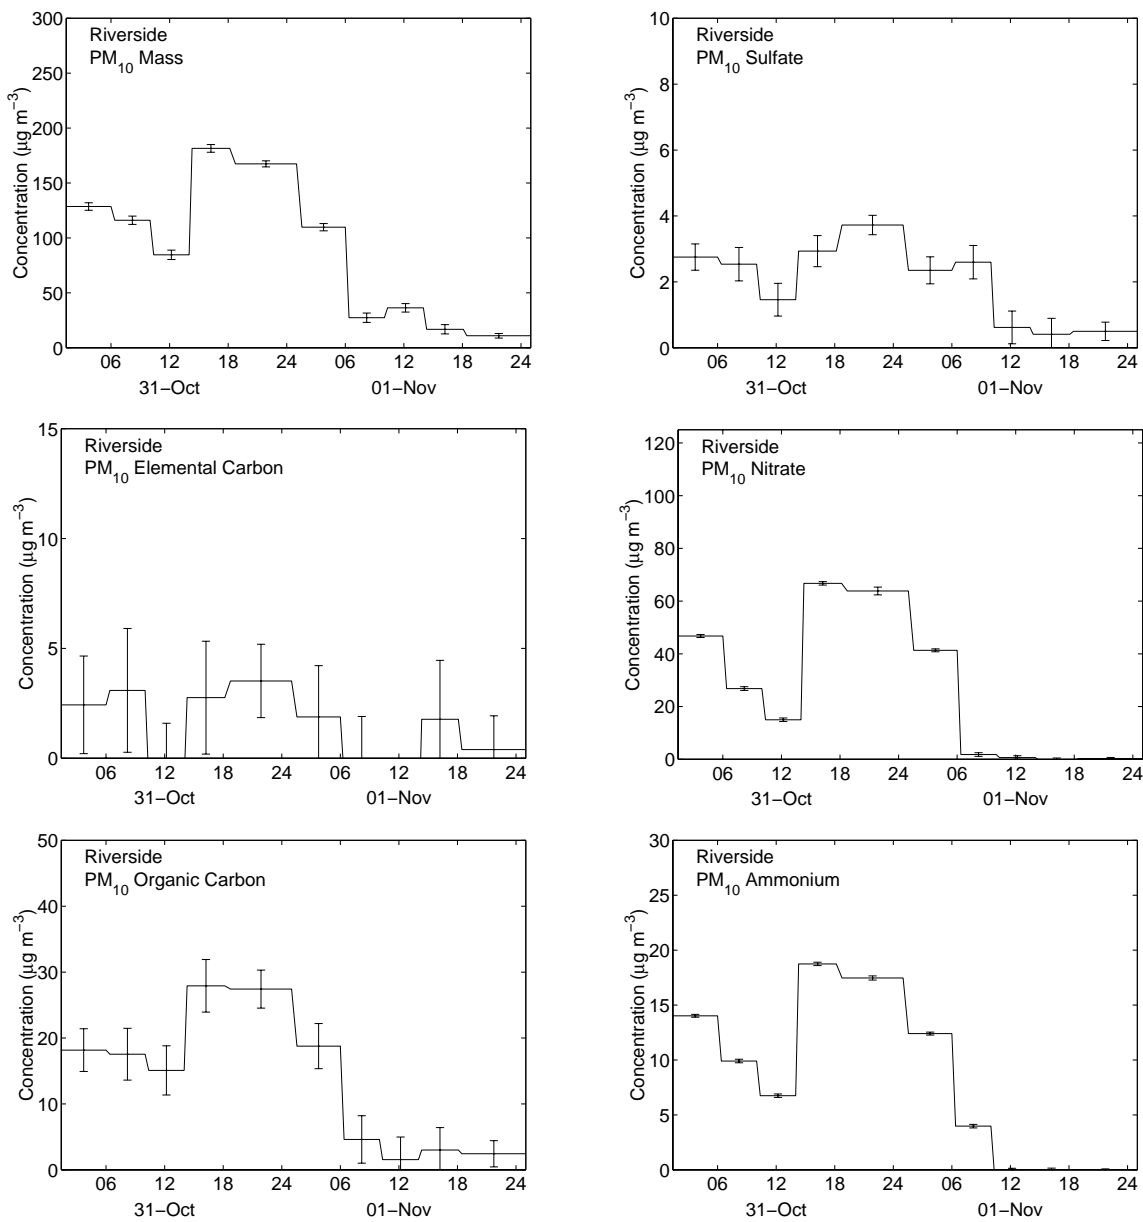 Riverside
PM10 Mass
Concentration (μg m−3)
300
250
200
150
100
50
0
06 12 18 24 06 12 18 24
31−Oct 01−Nov
Riverside
PM10 Sulfate
Concentration (μg m−3)
10
8
6
4
2
0
06 12 18 24 06 12 18 24
31−Oct 01−Nov
Riverside
PM10 Elemental Carbon
Concentration (μg m−3)
15
10
5
0
06 12 18 24 06 12 18 24
31−Oct 01−Nov
Riverside
PM10 Nitrate
Concentration (μg m−3)
120
100
80
60
40
20
0
06 12 18 24 06 12 18 24
31−Oct 01−Nov
Riverside
PM10 Organic Carbon
Concentration (μg m−3)
50
40
30
20
10
0
06 12 18 24 06 12 18 24
31−Oct 01−Nov
Riverside
PM10 Ammonium
Concentration (μg m−3)
30
25
20
15
10
5
0
06 12 18 24 06 12 18 24
31−Oct 01−Nov